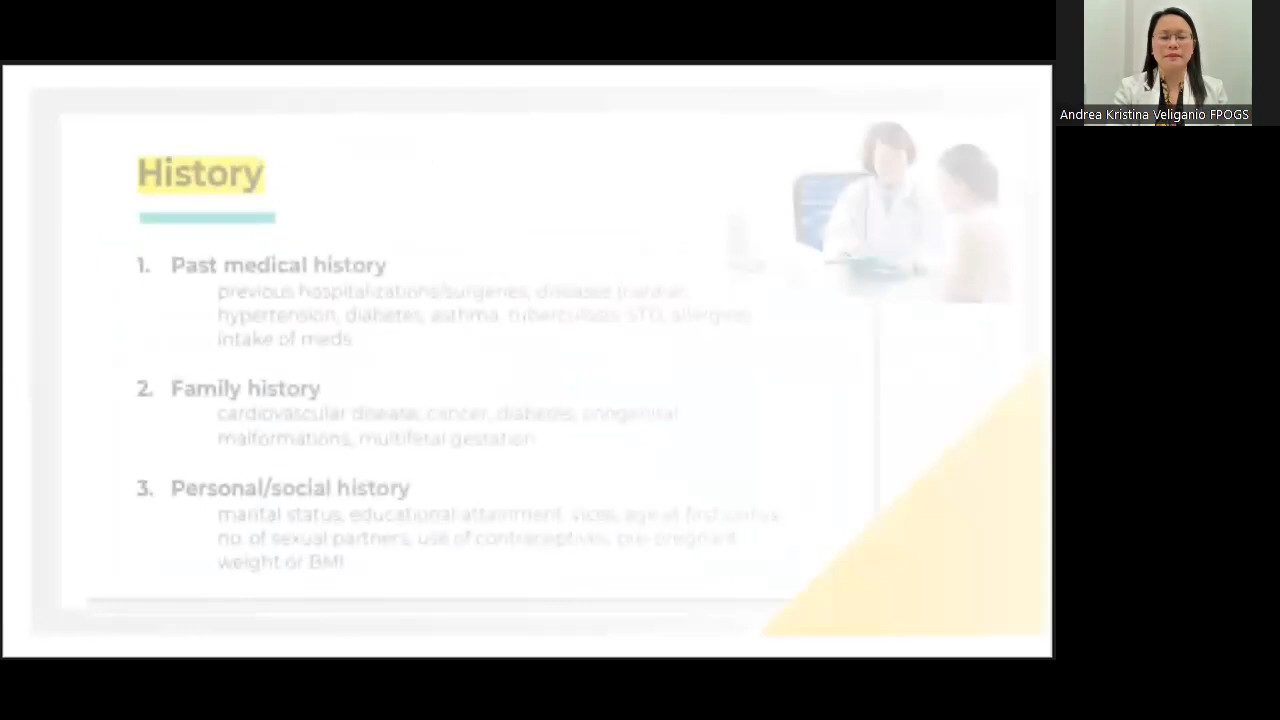 Andrea Kristina Veliganio FPOGS
History
1. Past medical history
previous hospitalizations/surgeries, diseases (cancer,
hypertension, diabetes, asthma, tuberculosis, STD, allergies)
intake of meds
2. Family history
cardiovascular disease, cancer, diabetes, congenital
malformations, multifetal gestation
3. Personal/social history
marital status, educational attainment, vices, age at first coitus,
no. of sexual partners, use of contraceptives, pre-pregnant
weight or BMI